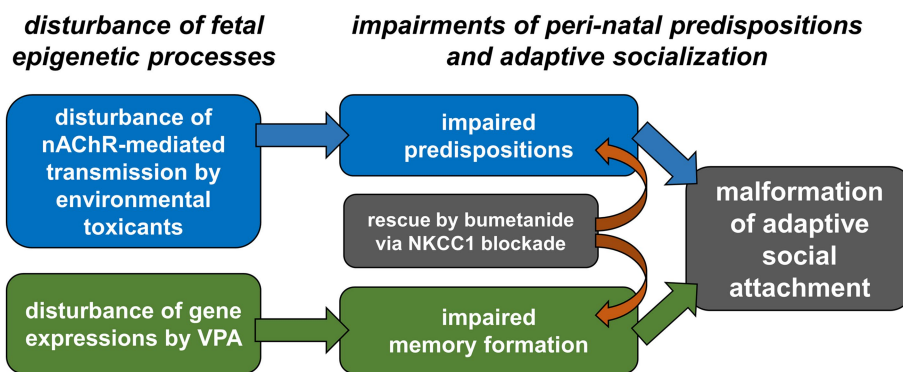 disturbance of fetal
epigenetic processes
impairments of peri-natal predispositions
and adaptive socialization
disturbance of
nAChR-mediated
transmission by
environmental
toxicants
impaired
predispositions
rescue by bumetanide
via NKCC1 blockade
malformation
of adaptive
social
attachment
disturbance of gene
expressions by VPA
impaired
memory formation